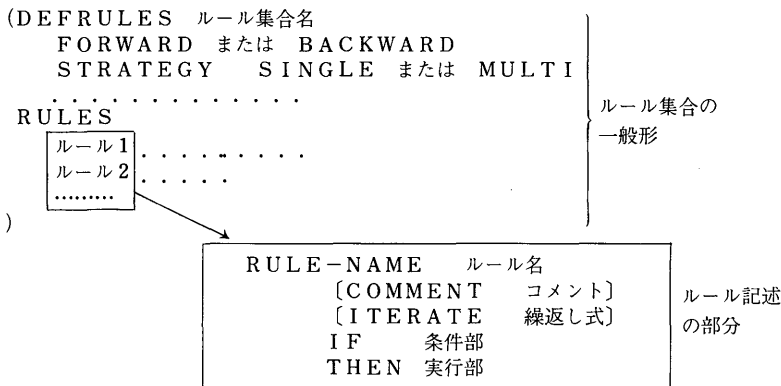 (DEFRULES ルール集合名
FORWARD または BACKWARD
STRATEGY SINGLE または MULTI
.............
RULES
ルール1.........
ルール2.....
.........
)
ルール集合の
一般形
RULE-NAME ルール名
〔COMMENT コメント〕
〔ITERATE 繰返し式〕
IF 条件部
THEN 実行部
ルール記述
の部分